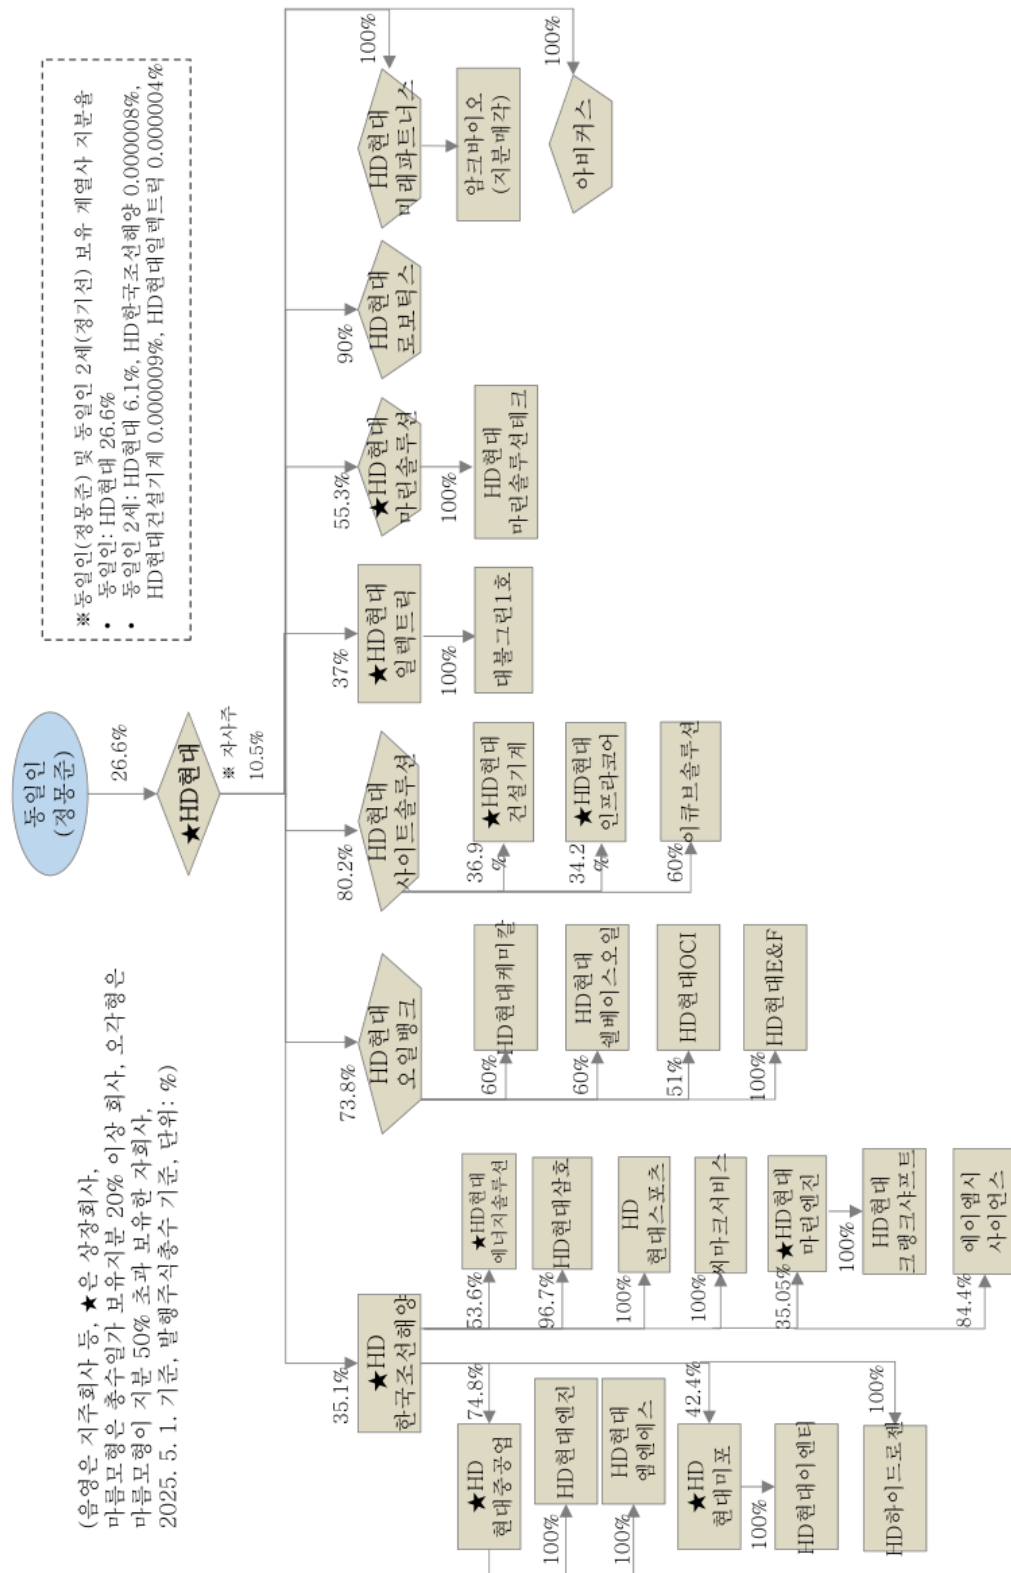 (음영은 지주회사 등, ★은 상장회사,
마름모형은 총수일가 보유지분 20% 이상 회사, 오각형은
마름모형이 지분 50% 초과 보유한 자회사,
2025. 5. 1. 기준, 발행주식총수 기준, 단위: %)
동일인
(정몽준)
26.6%
★HD현대
※ 자사주
10.5%
※동일인(정몽준) 및 동일인 2세(정기선) 보유 계열사 지분율
• 동일인: HD현대 26.6%
• 동일인 2세: HD현대 6.1%, HD한국조선해양 0.000008%,
HD현대건설기계 0.000009%, HD현대일렉트릭 0.000004%
35.1%
★HD
한국조선해양
74.8%
★HD
현대중공업
100%
HD현대엔진
100%
HD현대
엠엔에스
42.4%
★HD
현대미포
100%
HD현대이엔티
100%
HD하이드로젠
53.6%
★HD현대
에너지솔루션
96.7%
HD현대삼호
100%
HD
현대스포츠
100%
씨마크서비스
35.05%
★HD현대
마린엔진
100%
HD현대
크랭크샤프트
84.4%
에이엠시
사이언스
73.8%
HD현대
오일뱅크
60%
HD현대케미칼
60%
HD현대
쉘베이스오일
51%
HD현대OCI
100%
HD현대E&F
80.2%
HD현대
사이트솔루션
36.9
%
★HD현대
건설기계
34.2
%
★HD현대
인프라코어
60%
이큐브솔루션
37%
★HD현대
일렉트릭
100%
대불그린1호
55.3%
★HD현대
마린솔루션
100%
HD현대
마린솔루션테크
90%
HD현대
로보틱스
100%
HD현대
미래파트너스
암크바이오
(지분매각)
100%
아비커스